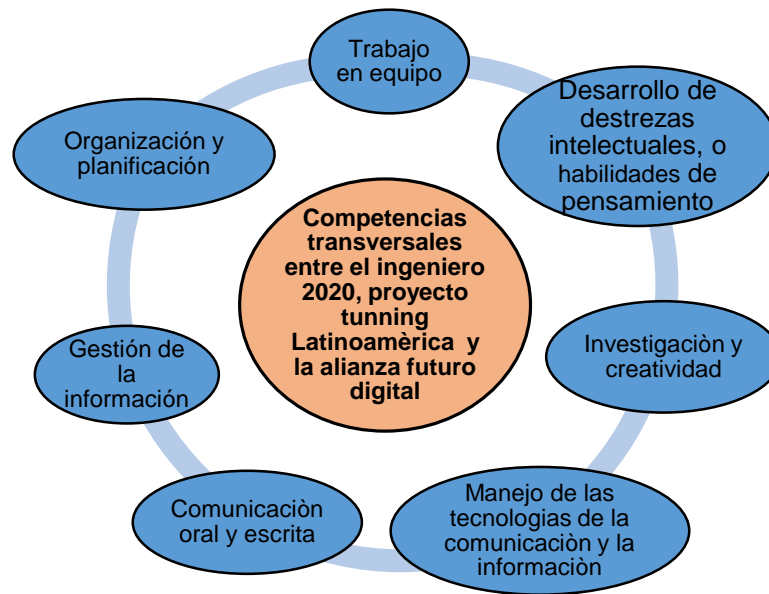 Trabajo
en equipo
Desarrollo de
destrezas
intelectuales, o
habilidades de
pensamiento
Organización y
planificación
Competencias
transversales
entre el ingeniero
2020, proyecto
tunning
Latinoamèrica y
la alianza futuro
digital
Investigaciòn y
creatividad
Gestión de
la
información
Manejo de las
tecnologias de la
comunicaciòn y la
informaciòn
Comunicaciòn
oral y escrita